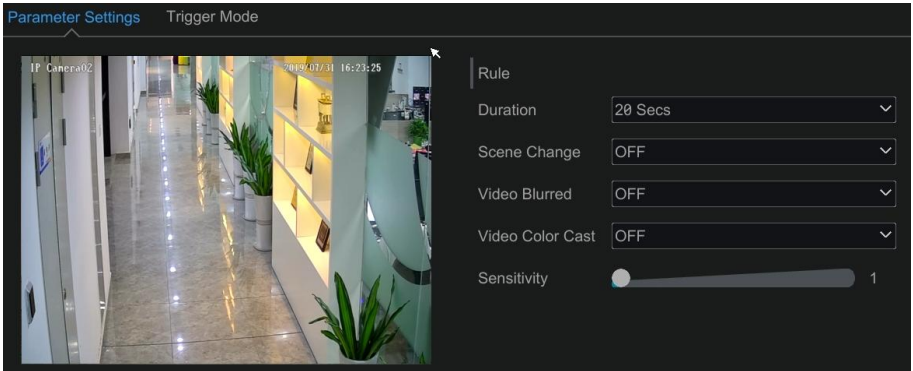 Parameter Settings Trigger Mode
IP Camera02 2019/07/31 16:23:25
Rule
Duration 20 Secs
Scene Change OFF
Video Blurred OFF
Video Color Cast OFF
Sensitivity 1